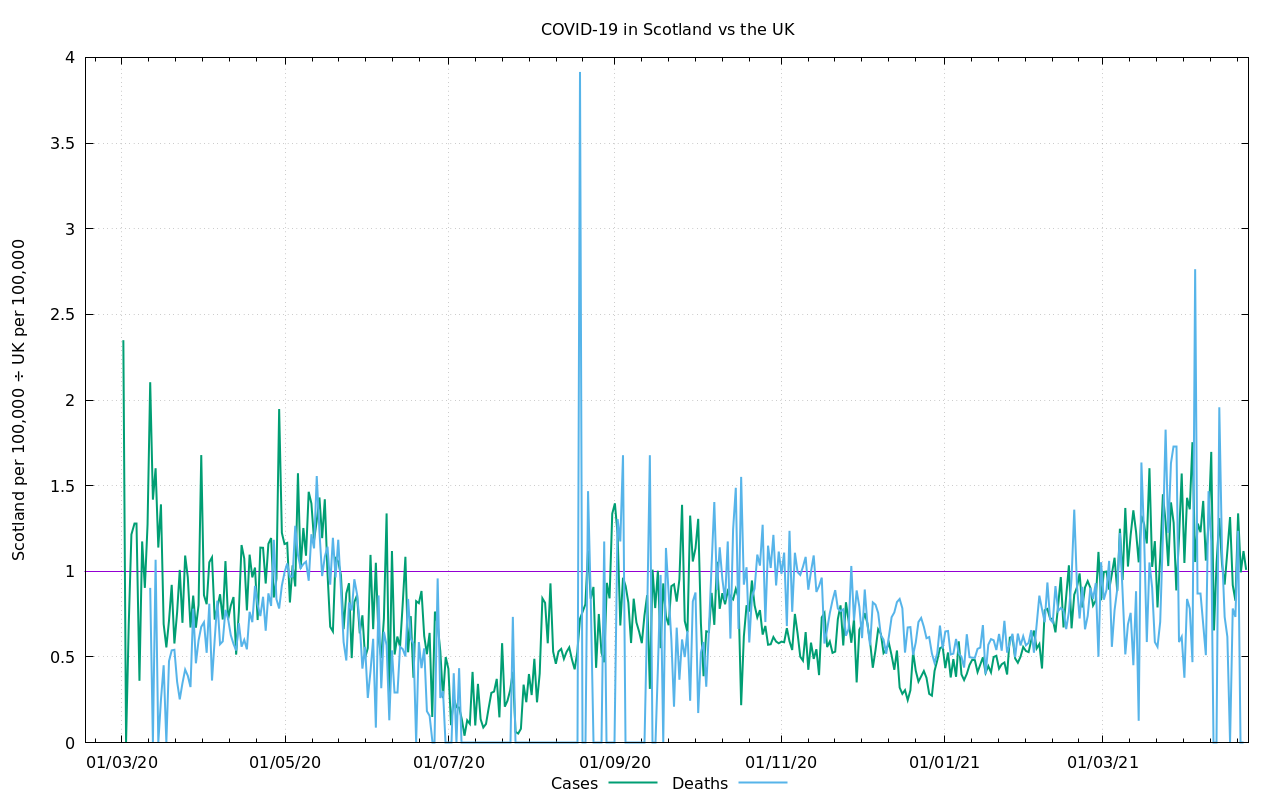 COVID-19 in Scotland vs the UK
Scotland per 100,000 ÷ UK per 100,000
4
3.5
3
2.5
2
1.5
1
0.5
0
01/03/20 01/05/20 01/07/20 01/09/20 01/11/20 01/01/21 01/03/21
Cases Deaths